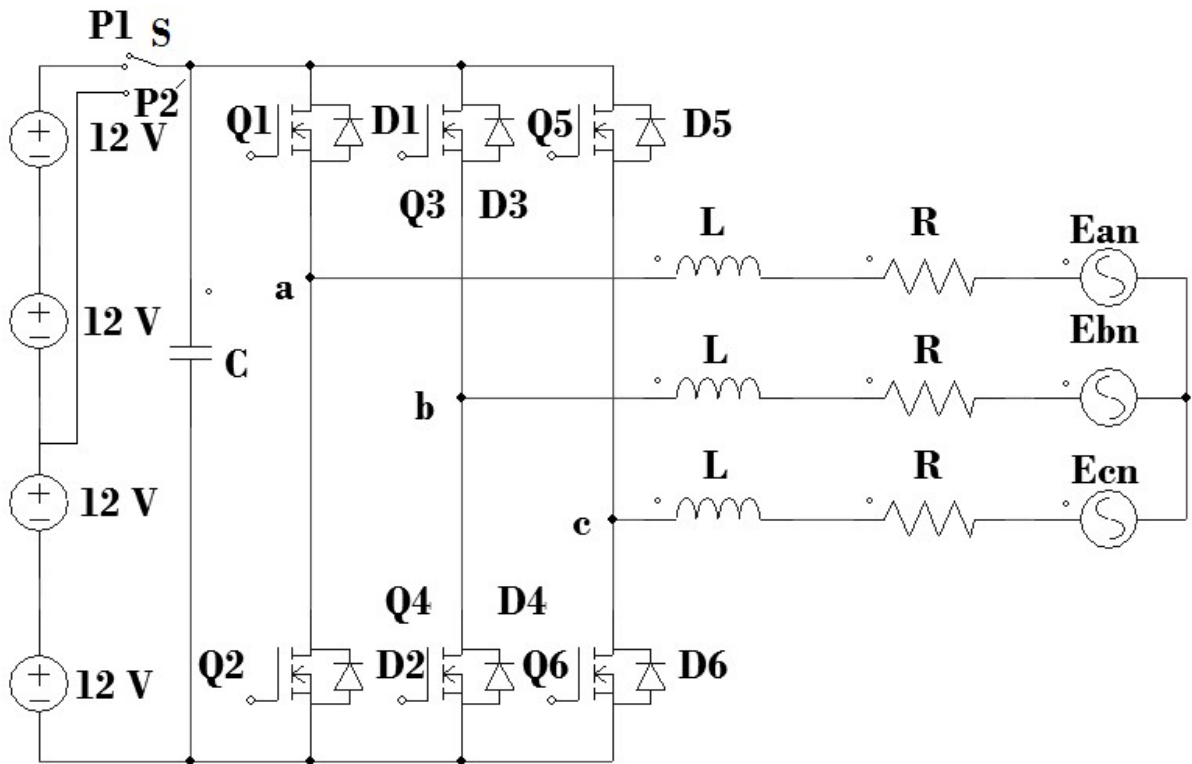 P1 S
P2
12 V
Q1 D1 Q5 D5
Q3 D3
L R Ean
a
12 V
C
Ebn
b
L R
L R Ecn
12 V
c
Q4 D4
Q2 D2 Q6 D6
12 V